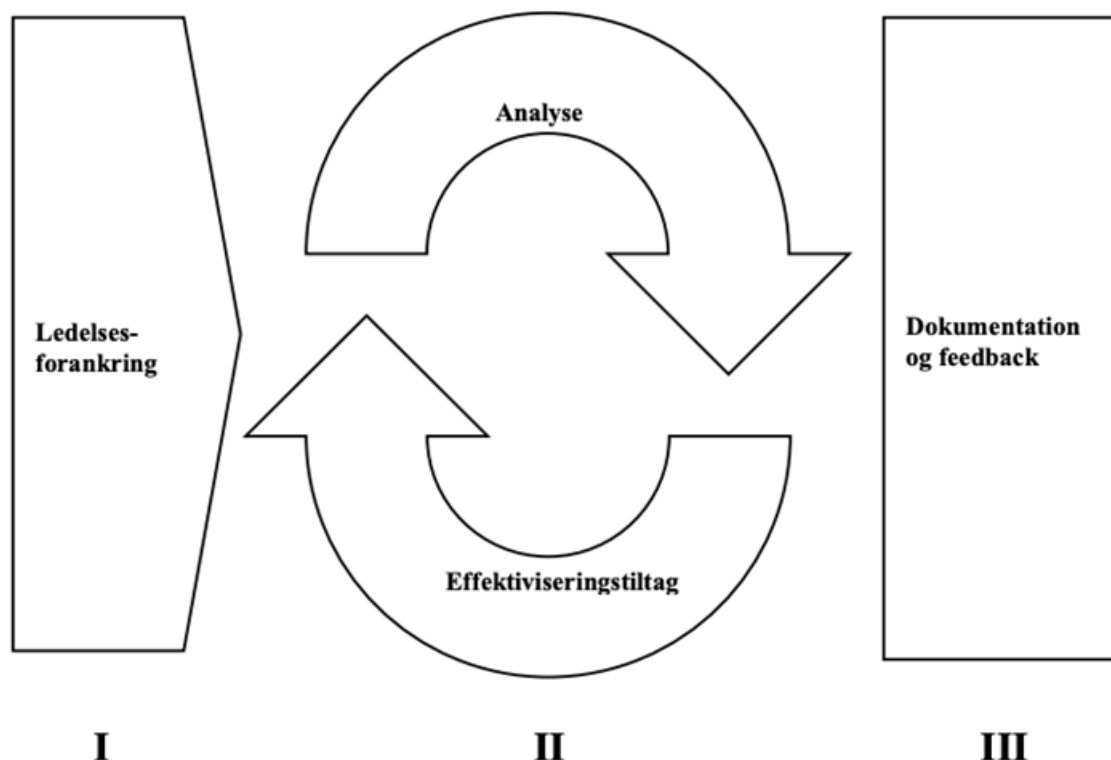 Analyse
Ledelses-
forankring
Dokumentation
og feedback
Effektiviseringstiltag
I
II
III